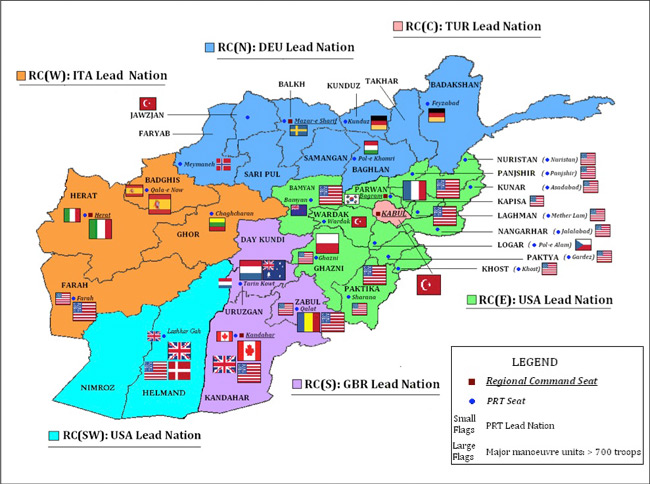 RC(C): TUR Lead Nation
RC(N): DEU Lead Nation
RC(W): ITA Lead Nation
BADAKSHAN
TAKHAR
KUNDUZ
BALKH
Feyzabad
JAWZJAN
Mazar-e Sharif
Kunduz
FARYAB
Meymaneh
SARI PUL
SAMANGAN
Pol-e Khomri
BAGHLAN
NURISTAN (Nuristan)
PANJSHIR (Panjshir)
KUNAR (Asadabad)
KAPISA
LAGHMAN (Mether Lam)
NANGARHAR (Jalalabad)
LOGAR (Pol-e Alam)
PAKTYA (Gardez)
KHOST (Khost)
BADGHIS
Qala-e Naw
HERAT
Herat
Chaghcharan
GHOR
BAMYAN
Bamyan
PARWAN
Bagram
WARDAK
Wardak
KABUL
DAY KUNDI
Ghazni
GHAZNI
FARAH
Farah
Tarin Kowt
URUZGAN
ZABUL
Qalat
PAKTIKA
Sharana
RC(E): USA Lead Nation
Lashkar Gah
Kandahar
NIMROZ
HELMAND
KANDAHAR
RC(S): GBR Lead Nation
RC(SW): USA Lead Nation
LEGEND
Regional Command Seat
PRT Seat
Small
Flags
PRT Lead Nation
Large
Flags
Major manoeuvre units: > 700 troops